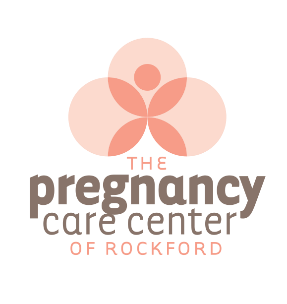 THE
pregnancy
care center
OF ROCKFORD